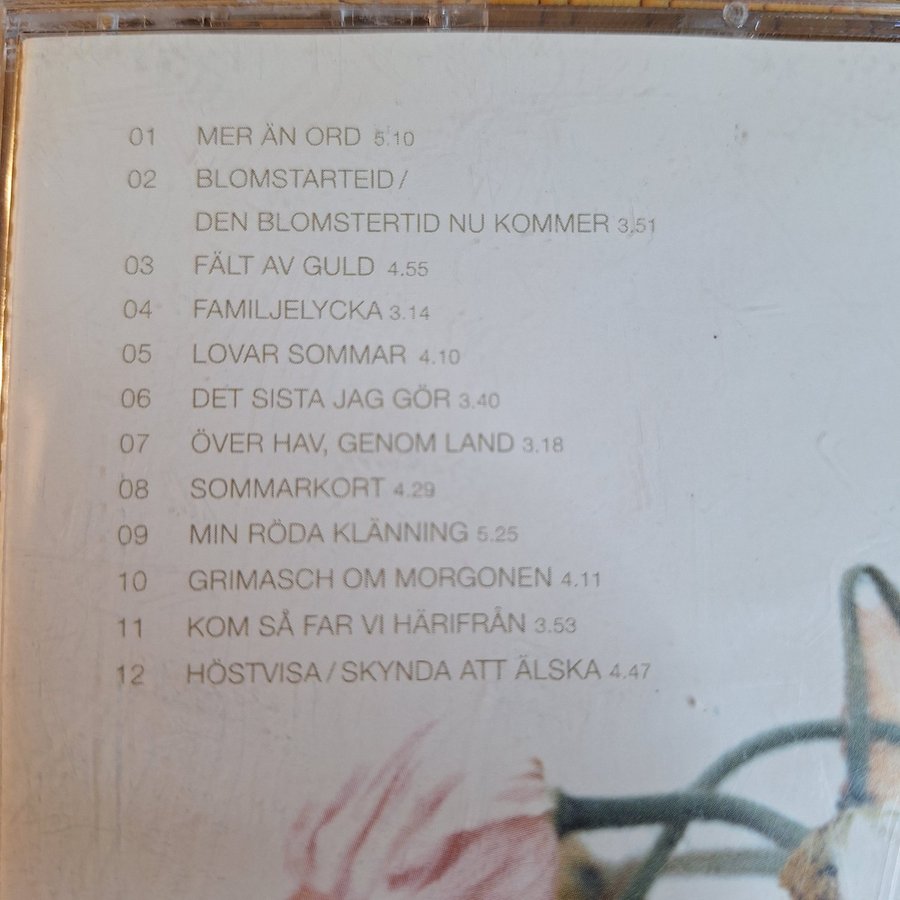 01 MER ÄN ORD 5.10
02 BLOMSTARTEID/
DEN BLOMSTERTID NU KOMMER 3.51
03 FÄLT AV GULD 4.55
04 FAMILJELYCKA 3.14
05 LOVAR SOMMAR 4.10
06 DET SISTA JAG GÖR 3.40
07 ÖVER HAV, GENOM LAND 3.18
08 SOMMARKORT 4.29
09 MIN RÖDA KLÄNNING 5.25
10 GRIMASCH OM MORGONEN 4.11
11 KOM SÅ FAR VI HÄRIFRÅN 3.53
12 HÖSTVISA/SKYNDA ATT ÄLSKA 4.47